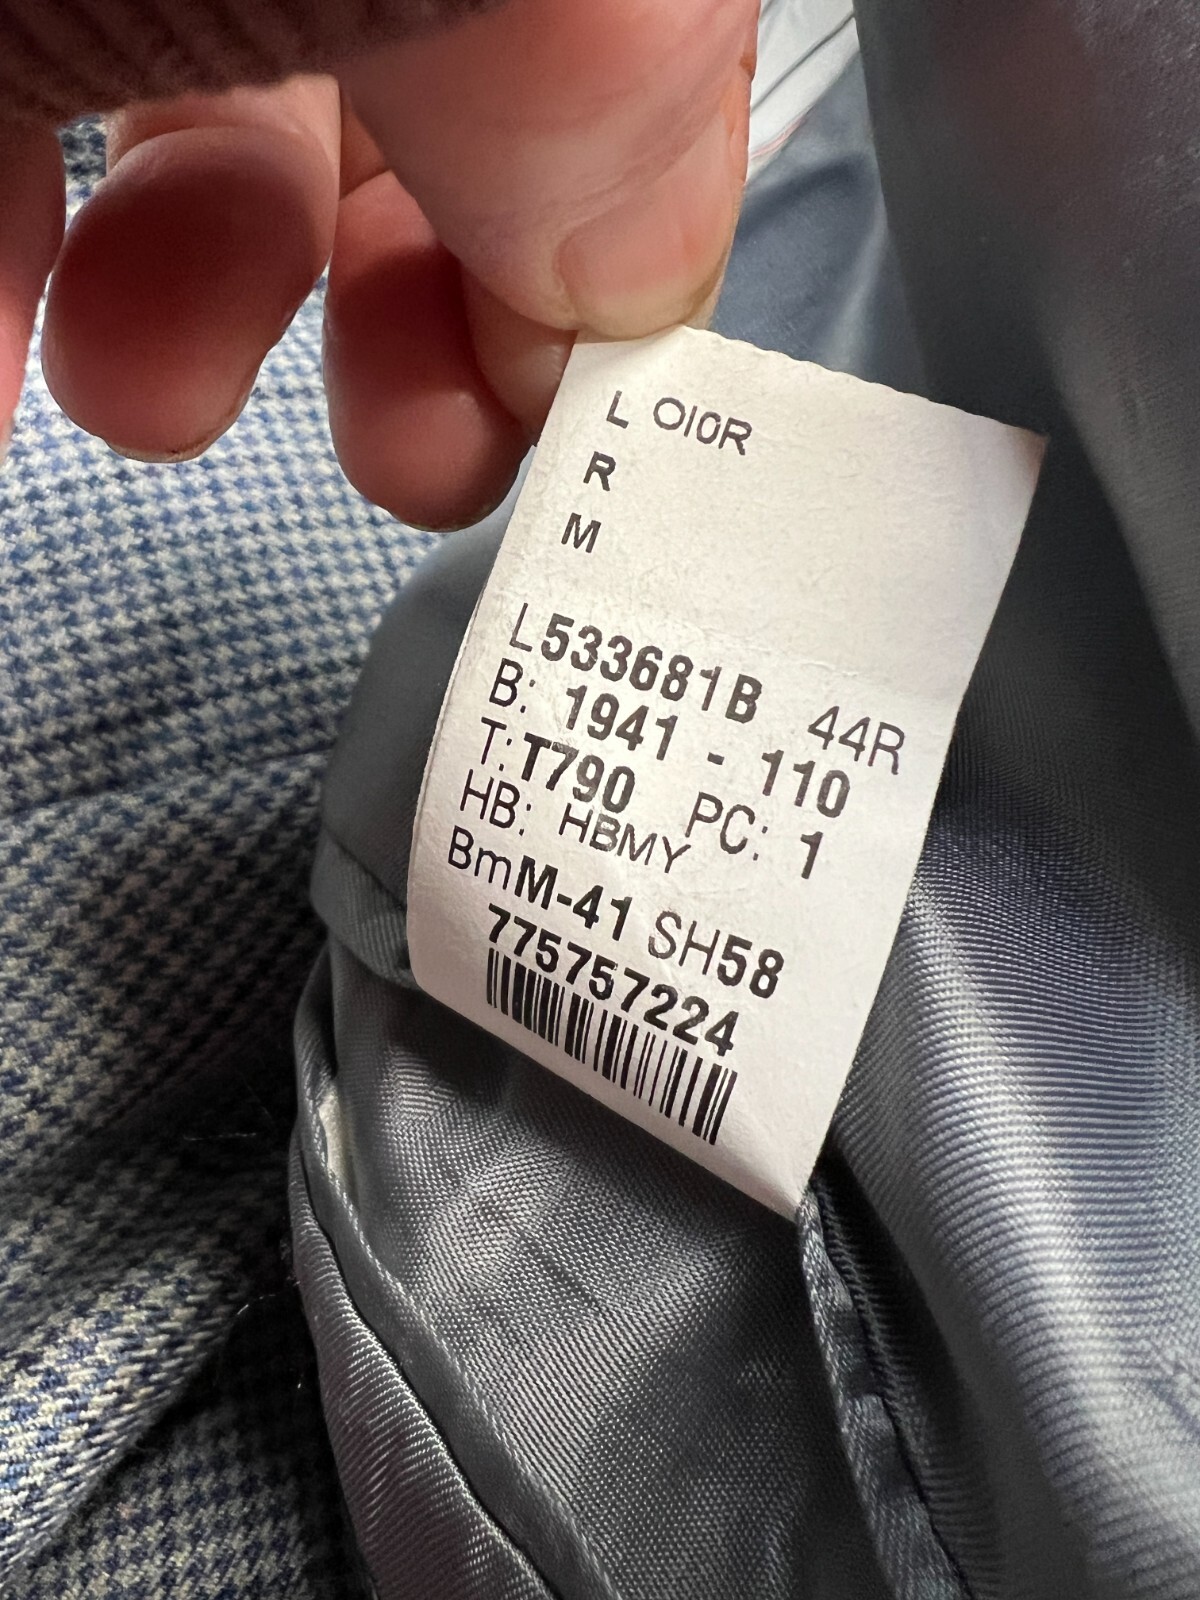 L OI0R
R
M
L533681B 44R
B: 1941 - 110
T:T790 PC: 1
HB: HBMY
BmM-41 SH58
775757224